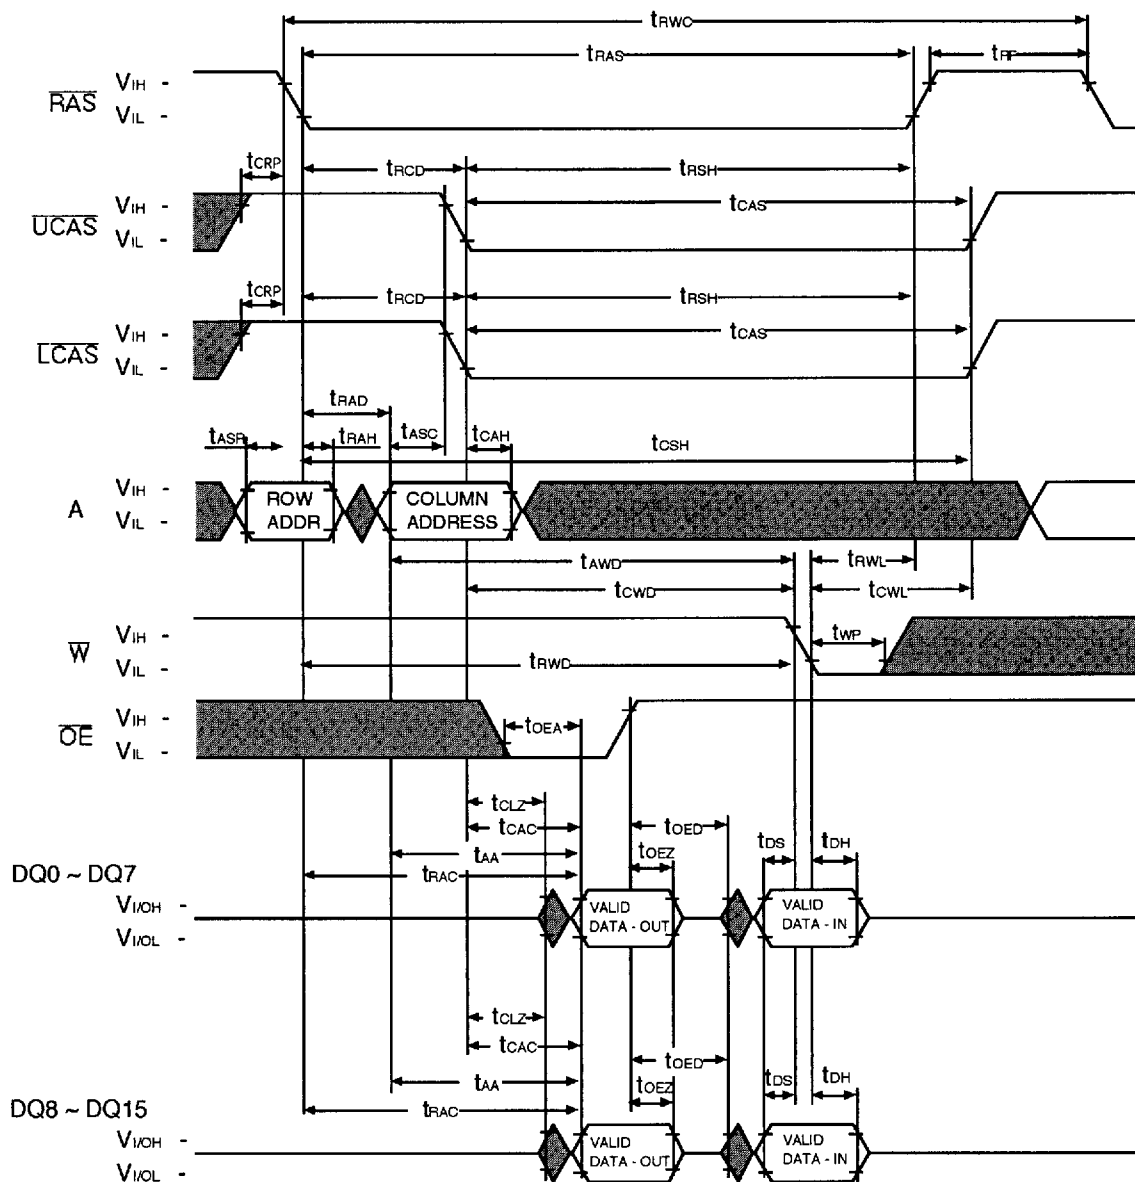 tRWC
tRAS
tRP
RAS
VIH -
VIL -
tCRP
tRCD
tRSH
UCAS
VIH -
VIL -
tCAS
tCRP
tRCD
tRSH
LCAS
VIH -
VIL -
tCAS
tRAD
tASR
tRAH
tASC
tCAH
tCSH
A
VIH -
VIL -
ROW
ADDR
COLUMN
ADDRESS
tAWD
tRWL
tCWD
tCWL
W
VIH -
VIL -
tWP
tRWD
OE
VIH -
VIL -
tOEA
tCLZ
tCAC
tOED
tAA
tOEZ
tDS
tDH
tRAC
DQ0 ~ DQ7
VI/OH -
VI/OL -
VALID
DATA - OUT
VALID
DATA - IN
tCLZ
tCAC
tOED
tAA
tOEZ
tDS
tDH
tRAC
DQ8 ~ DQ15
VI/OH -
VI/OL -
VALID
DATA - OUT
VALID
DATA - IN